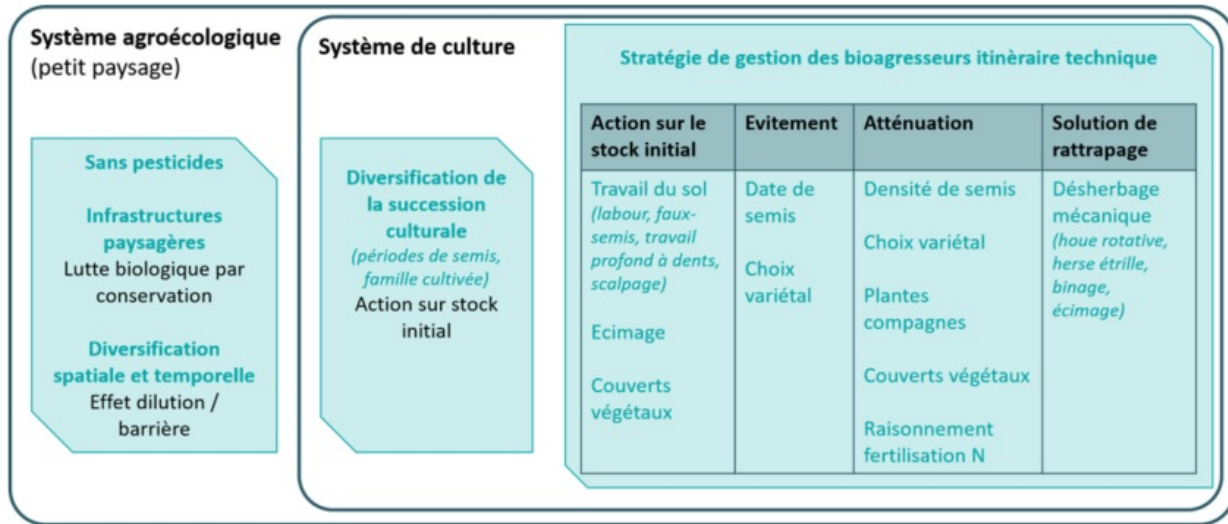 Système agroécologique
(petit paysage)
Sans pesticides
Infrastructures
paysagères
Lutte biologique par
conservation
Diversification
spatiale et temporelle
Effet dilution /
barrière
Système de culture
Diversification de
la succession
culturale
(périodes de semis,
famille cultivée)
Action sur stock
initial
Stratégie de gestion des bioagresseurs itinèraire technique
Action sur le
stock initial
Travail du sol
(labour, faux-
semis, travail
profond à dents,
scalpage)
Ecimage
Couverts
végétaux
Evitement
Date de
semis
Choix
variétal
Atténuation
Densité de semis
Choix variétal
Plantes
compagnes
Couverts végétaux
Raisonnement
fertilisation N
Solution de
rattrapage
Désherbage
mécanique
(houe rotative,
herse étrille,
binage,
écimage)